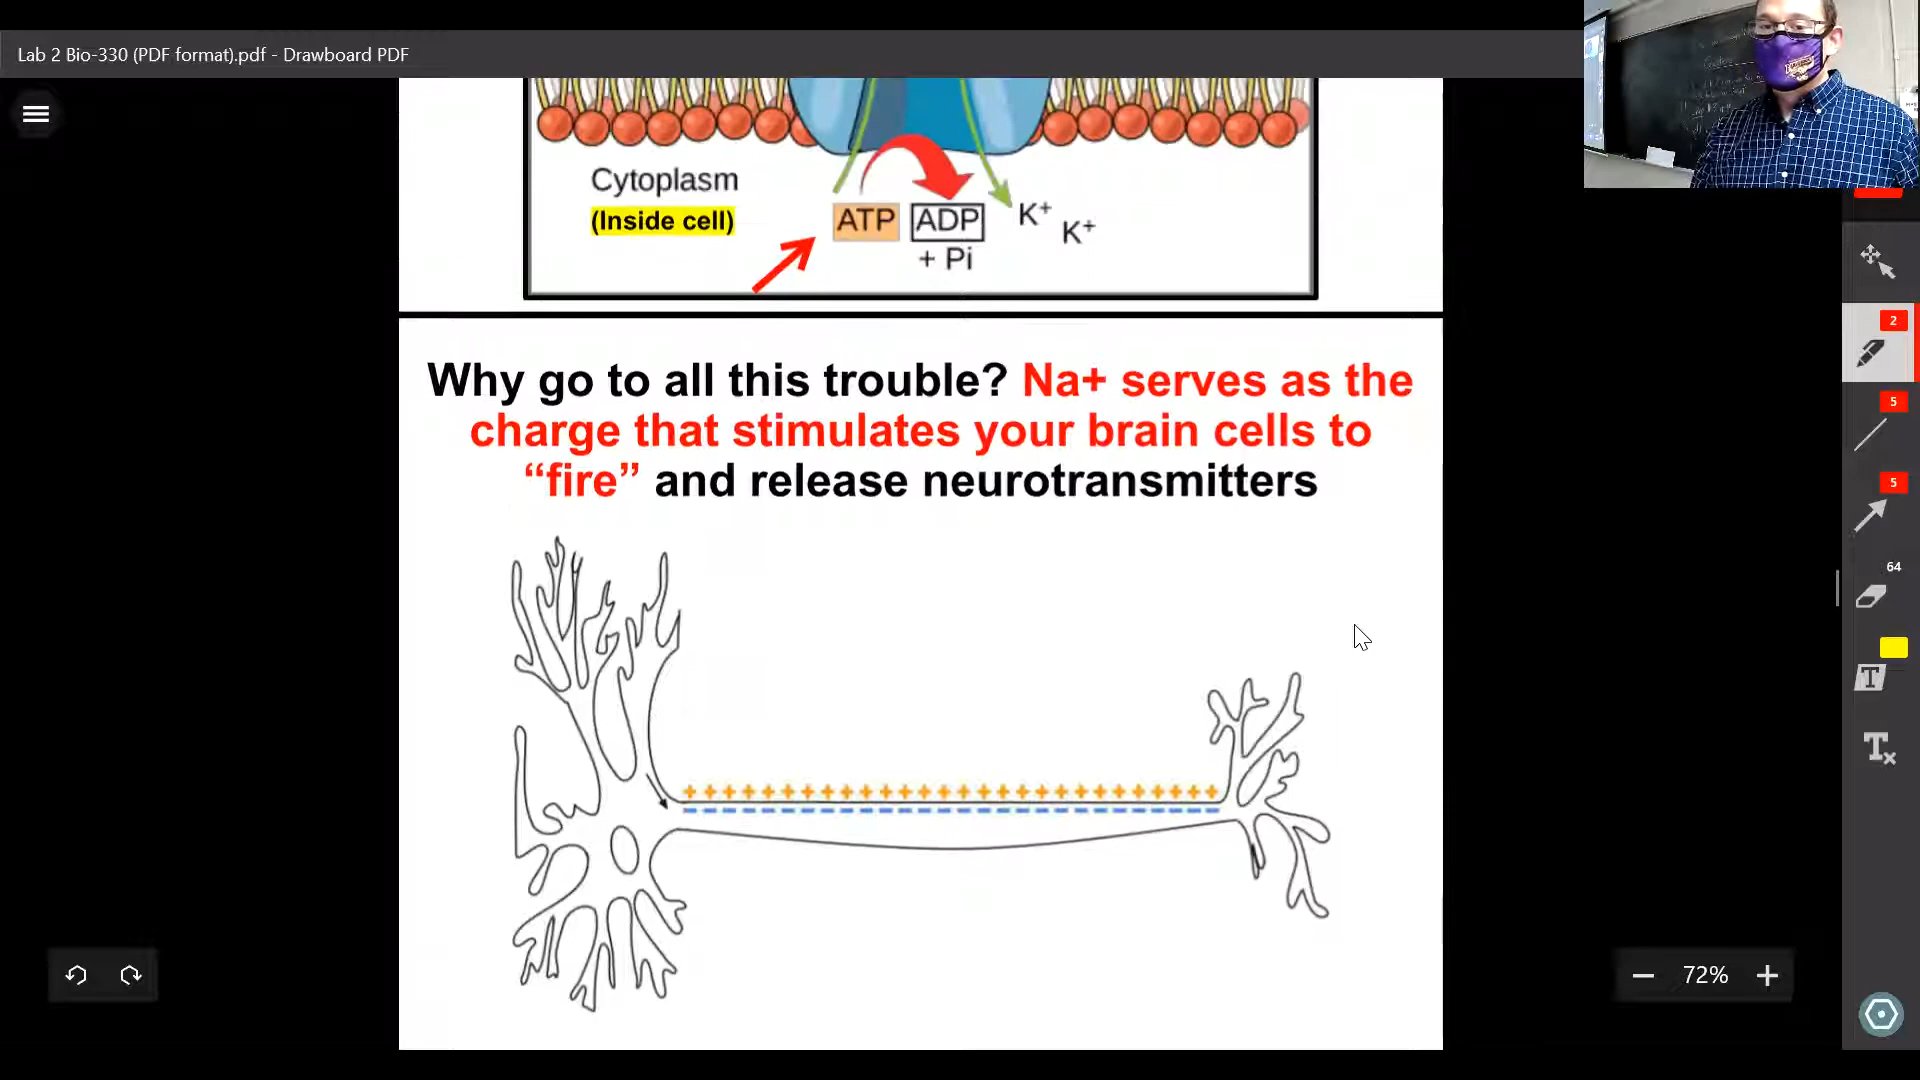 Lab 2 Bio-330 (PDF format).pdf - Drawboard PDF
Cytoplasm
(Inside cell)
ATP
ADP
+ Pi
K+
K+
Why go to all this trouble? Na+ serves as the
charge that stimulates your brain cells to
“fire” and release neurotransmitters
2
5
5
64
T
Tx
72%